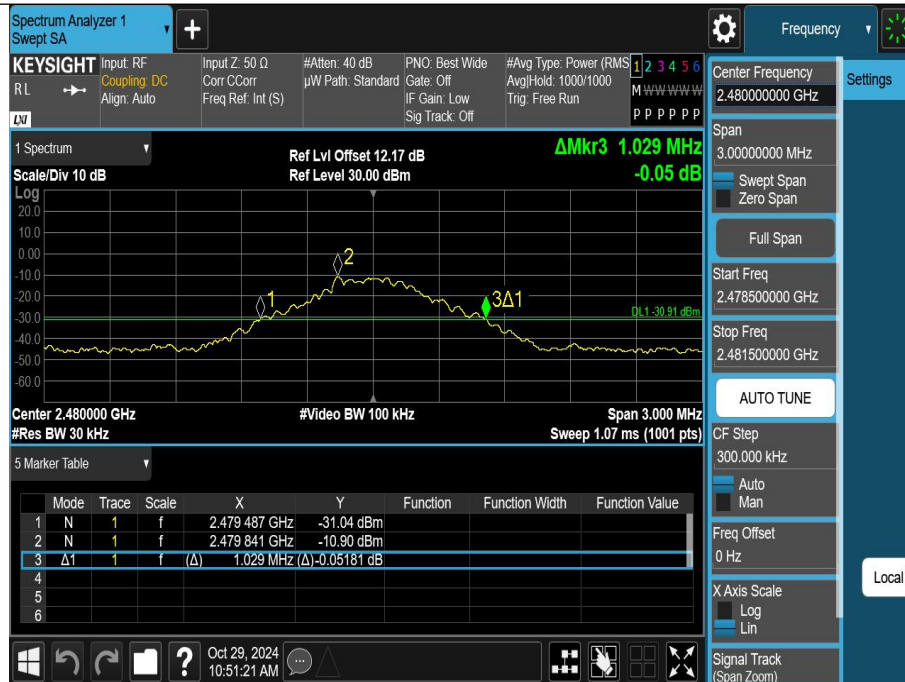 Spectrum Analyzer 1
Swept SA
Frequency
KEYSIGHT
RL
LXI
Input: RF
Coupling: DC
Align: Auto
Input Z: 50 Ω
Corr CCorr
Freq Ref: Int (S)
#Atten: 40 dB
µW Path: Standard
PNO: Best Wide
Gate: Off
IF Gain: Low
Sig Track: Off
#Avg Type: Power (RMS
Avg|Hold: 1000/1000
Trig: Free Run
1 2 3 4 5 6
M W W W W W
P P P P P P
1 Spectrum
Scale/Div 10 dB
Ref Lvl Offset 12.17 dB
Ref Level 30.00 dBm
ΔMkr3 1.029 MHz
-0.05 dB
Log
20.0
10.0
0.00
-10.0
-20.0
-30.0
-40.0
-50.0
-60.0
1
2
3Δ1
DL1 -30.91 dBm
Center 2.480000 GHz
#Video BW 100 kHz
Span 3.000 MHz
#Res BW 30 kHz
Sweep 1.07 ms (1001 pts)
5 Marker Table
Mode Trace Scale X Y Function Function Width Function Value
1 N 1 f 2.479 487 GHz -31.04 dBm
2 N 1 f 2.479 841 GHz -10.90 dBm
3 Δ1 1 f (Δ) 1.029 MHz (Δ) -0.05181 dB
4
5
6
Oct 29, 2024
10:51:21 AM
Center Frequency
2.480000000 GHz
Span
3.00000000 MHz
Swept Span
Zero Span
Full Span
Start Freq
2.478500000 GHz
Stop Freq
2.481500000 GHz
AUTO TUNE
CF Step
300.000 kHz
Auto
Man
Freq Offset
0 Hz
X Axis Scale
Log
Lin
Signal Track
(Span Zoom)
Settings
Local